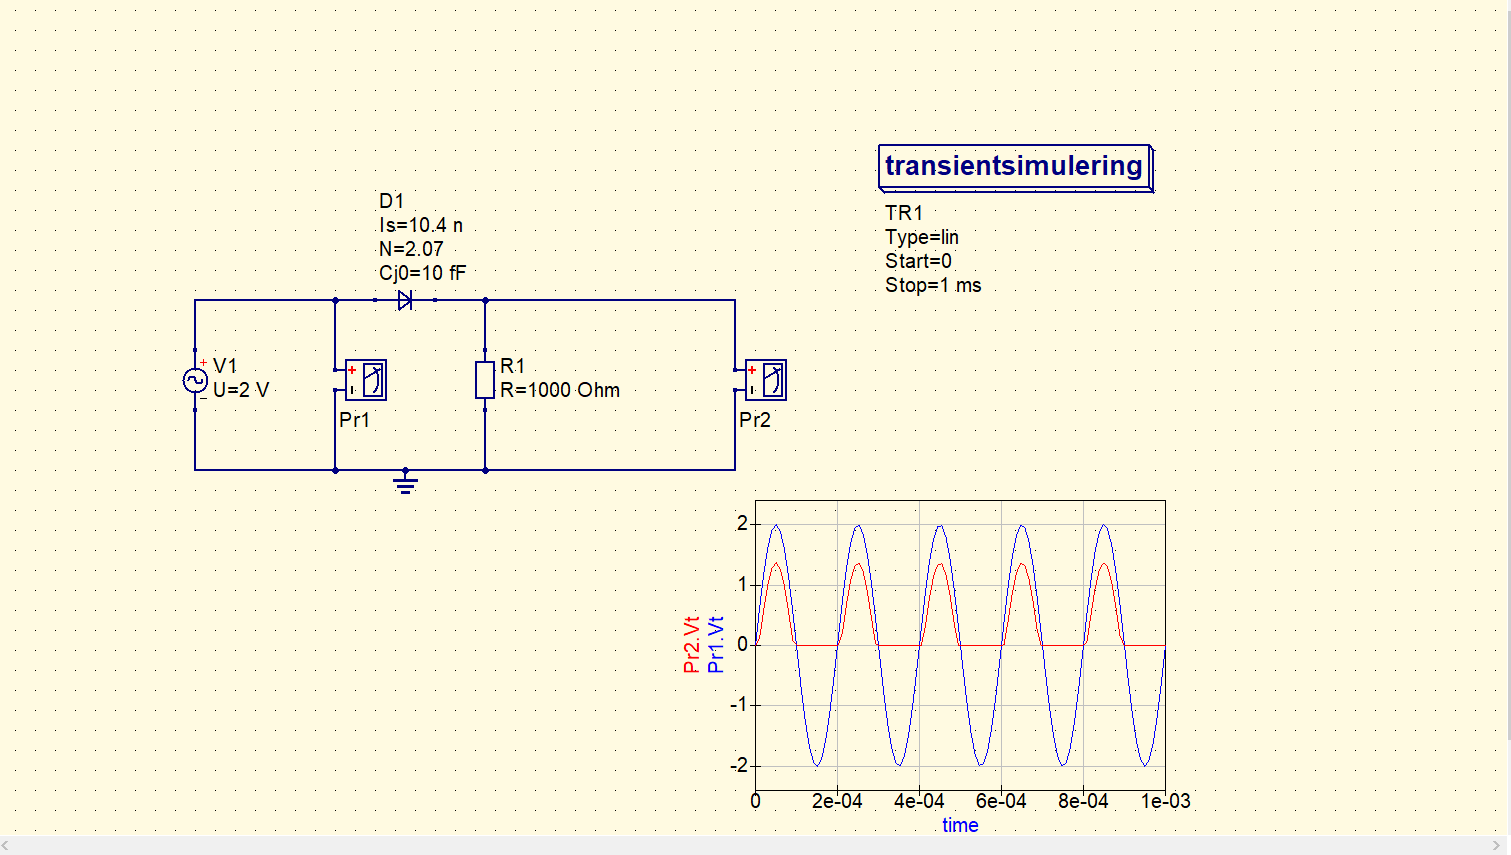 transientsimulering
TR1
Type=lin
Start=0
Stop=1 ms
D1
Is=10.4 n
N=2.07
Cj0=10 fF
V1
U=2 V
Pr1
R1
R=1000 Ohm
Pr2
Pr2.Vt
Pr1.Vt
2
1
0
-1
-2
0 2e-04 4e-04 6e-04 8e-04 1e-03
time